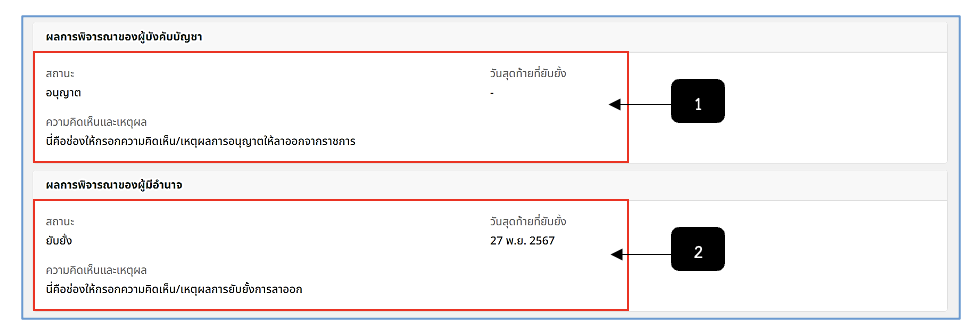 ผลการพิจารณาของผู้บังคับบัญชา
สถานะ วันสุดท้ายที่ยับยั้ง
อนุญาต -
1
ความคิดเห็นและเหตุผล
นี่คือช่องให้กรอกความคิดเห็น/เหตุผลการอนุญาตให้ลาออกจากราชการ
ผลการพิจารณาของผู้มีอำนาจ
สถานะ วันสุดท้ายที่ยับยั้ง
ยับยั้ง 27 พ.ย. 2567
2
ความคิดเห็นและเหตุผล
นี่คือช่องให้กรอกความคิดเห็น/เหตุผลการยับยั้งการลาออก